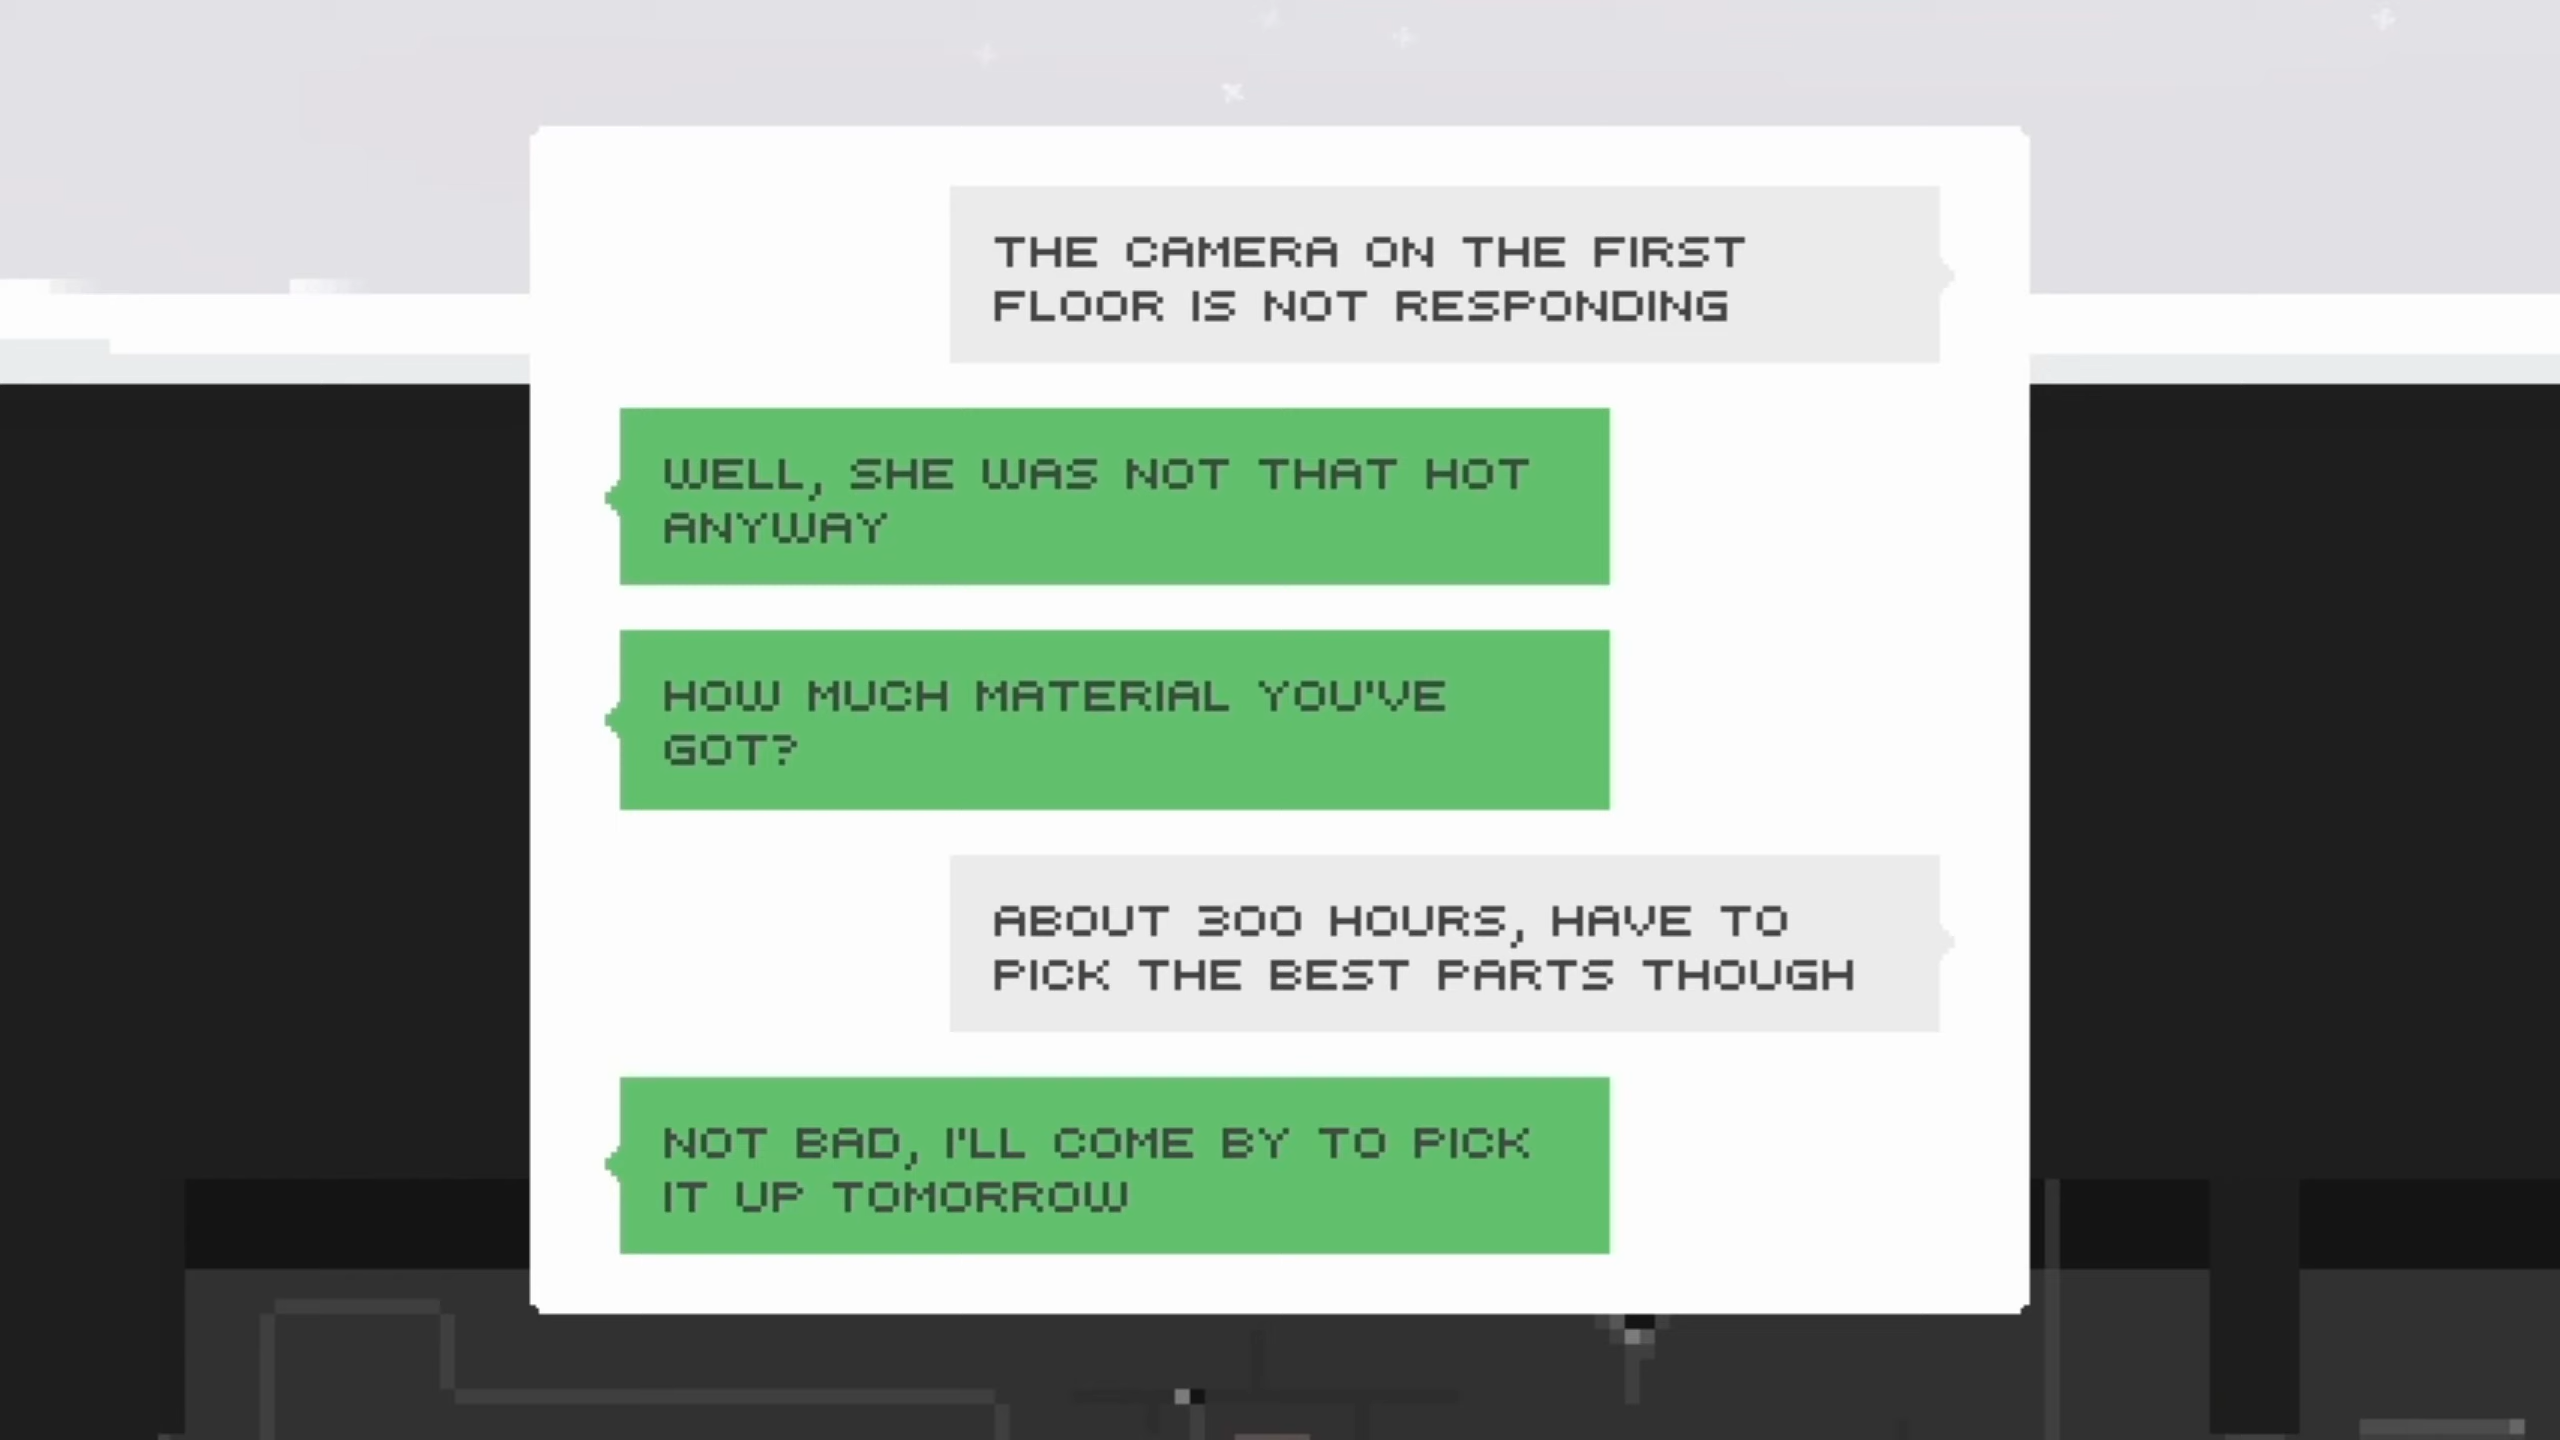 THE CAMERA ON THE FIRST
FLOOR IS NOT RESPONDING
WELL, SHE WAS NOT THAT HOT
ANYWAY
HOW MUCH MATERIAL YOU'VE
GOT?
ABOUT 300 HOURS, HAVE TO
PICK THE BEST PARTS THOUGH
NOT BAD, I'LL COME BY TO PICK
IT UP TOMORROW